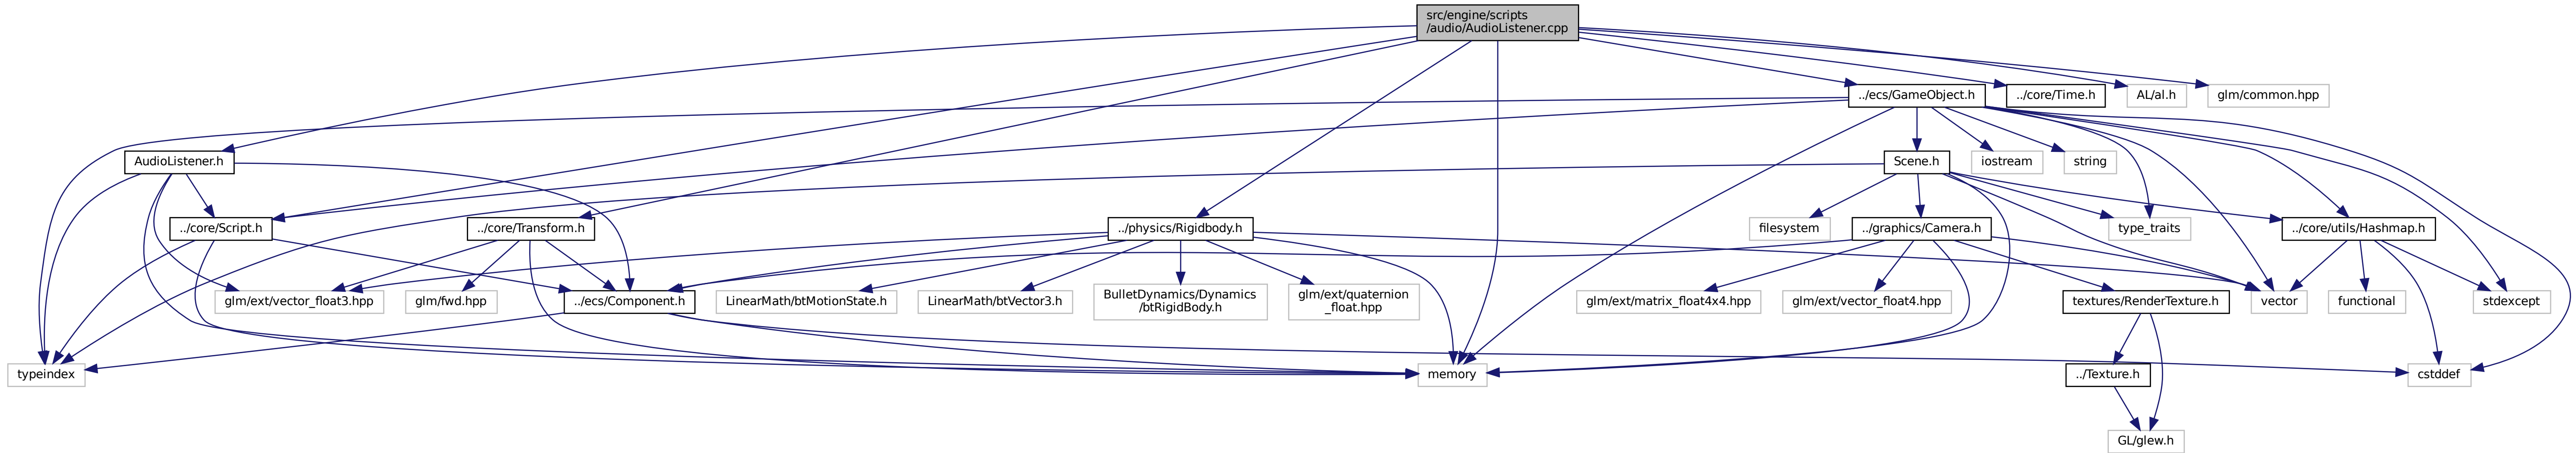 src/engine/scripts
/audio/AudioListener.cpp
../ecs/GameObject.h
../core/Time.h
AL/al.h
glm/common.hpp
AudioListener.h
Scene.h
iostream
string
../core/Script.h
../core/Transform.h
../physics/Rigidbody.h
filesystem
../graphics/Camera.h
type_traits
../core/utils/Hashmap.h
glm/ext/vector_float3.hpp
glm/fwd.hpp
../ecs/Component.h
LinearMath/btMotionState.h
LinearMath/btVector3.h
BulletDynamics/Dynamics
/btRigidBody.h
glm/ext/quaternion
_float.hpp
glm/ext/matrix_float4x4.hpp
glm/ext/vector_float4.hpp
textures/RenderTexture.h
vector
functional
stdexcept
typeindex
memory
../Texture.h
cstddef
GL/glew.h